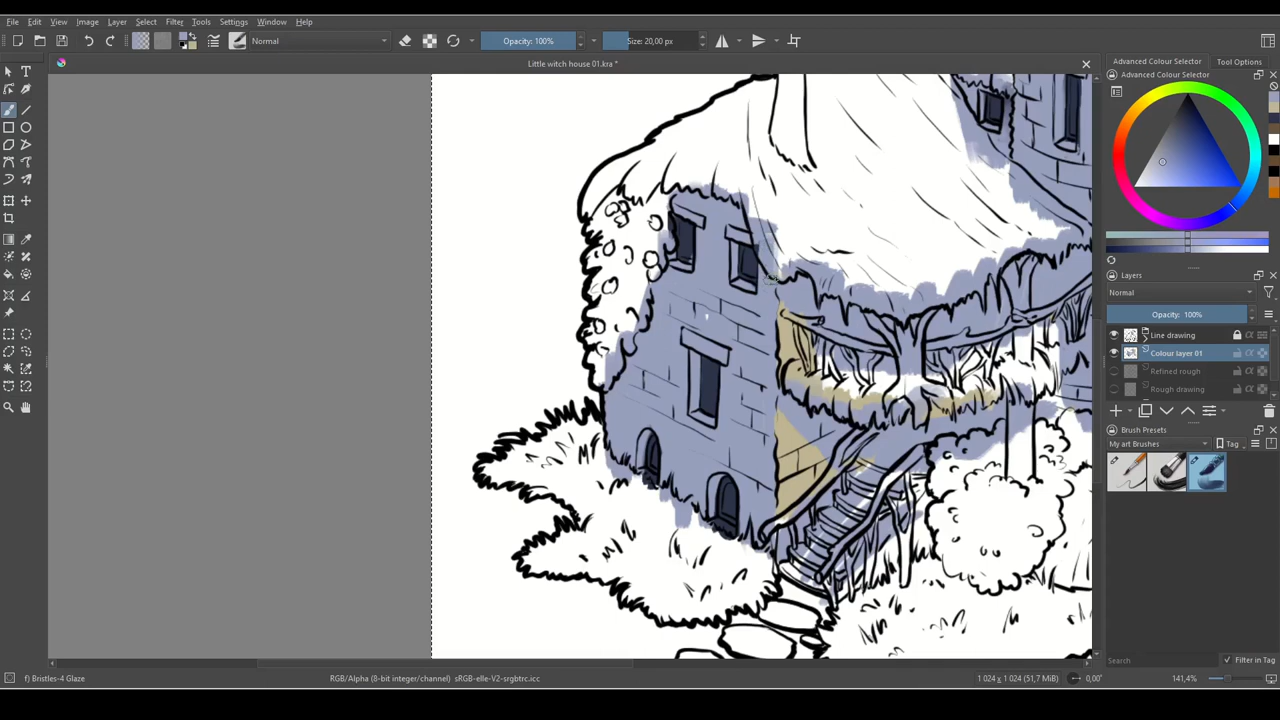 File Edit View Image Layer Select Filter Tools Settings Window Help
Normal Opacity: 100% Size: 20,00 px
Little witch house 01.kra *
Advanced Colour Selector Tool Options
Advanced Colour Selector
Layers
Normal
Opacity: 100%
Line drawing
Colour layer 01
Refined rough
Rough drawing
Brush Presets
My art Brushes Tag
Search Filter in Tag
f) Bristles-4 Glaze RGB/Alpha (8-bit integer/channel) sRGB-elle-V2-srgbtrc.icc 1 024 x 1 024 (51,7 MiB) 0,00° 141,4%